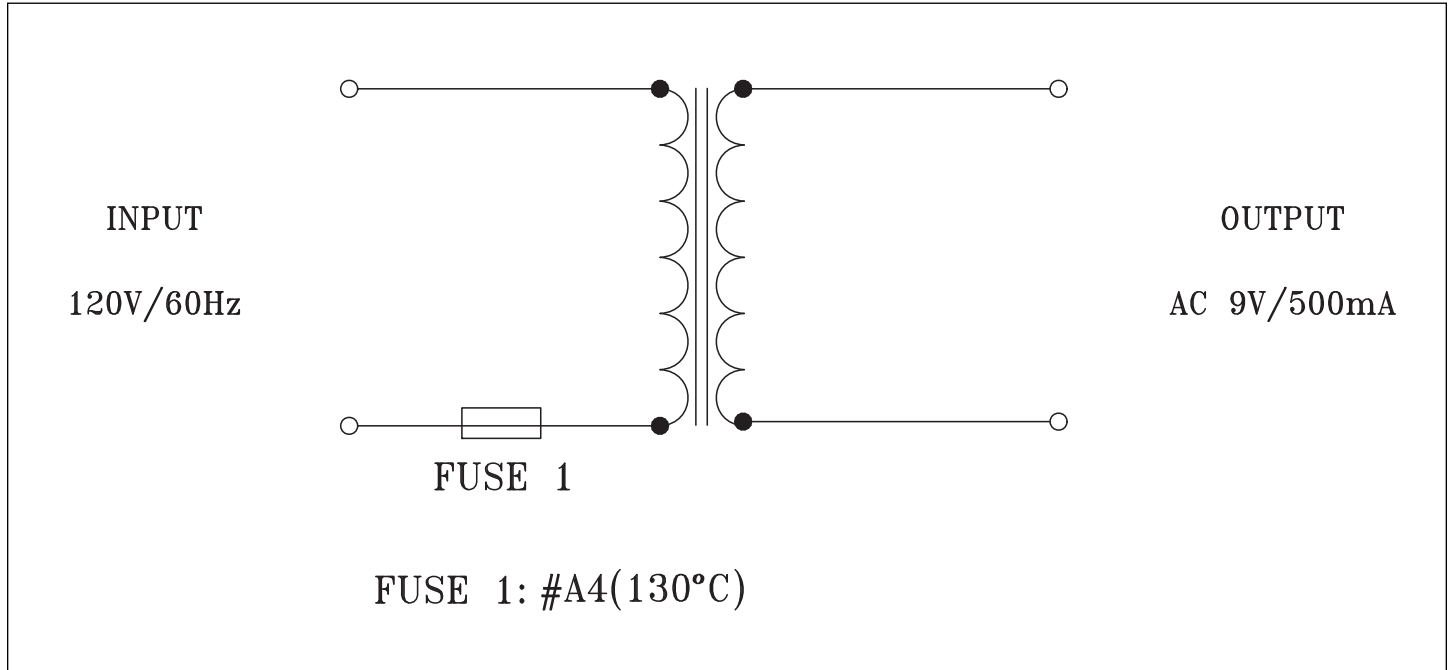 INPUT
120V/60Hz
OUTPUT
AC 9V/500mA
FUSE 1
FUSE 1: #A4(130°C)